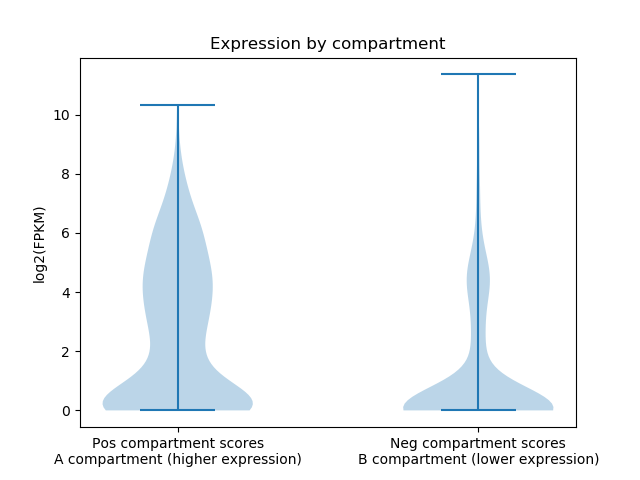 Expression by compartment
log2(FPKM)
10
8
6
4
2
0
Pos compartment scores
A compartment (higher expression)
Neg compartment scores
B compartment (lower expression)